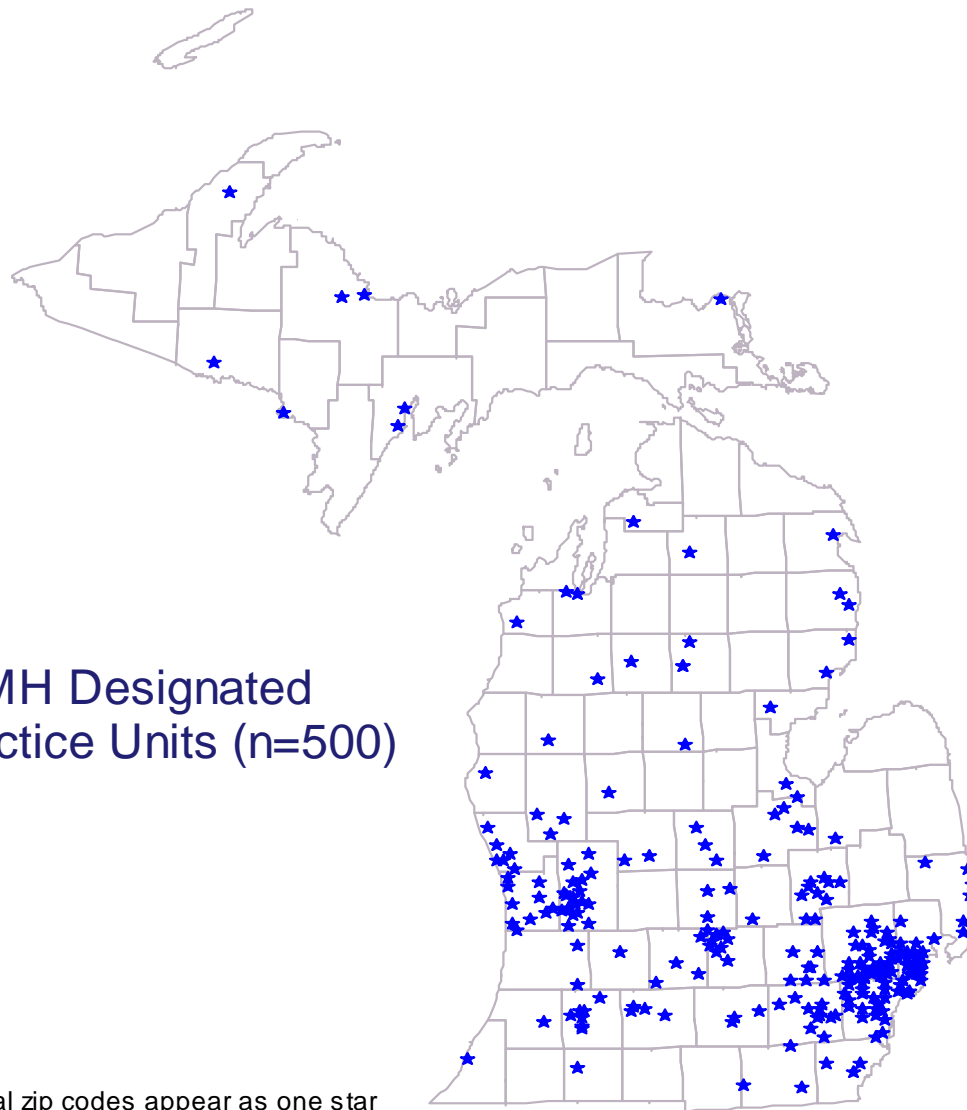 MH Designated
ctice Units (n=500)
al zip codes appear as one star